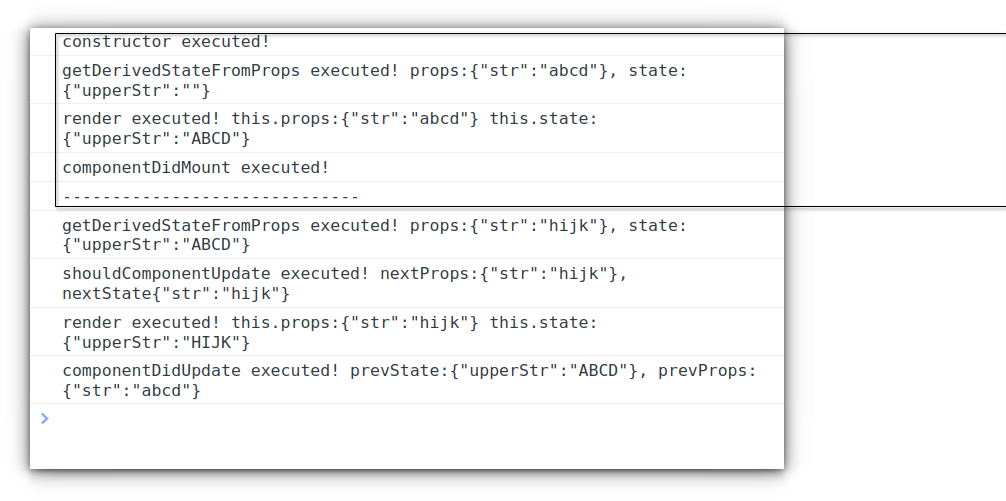 constructor executed!
getDerivedStateFromProps executed! props:{"str":"abcd"}, state:
{"upperStr":""}
render executed! this.props:{"str":"abcd"} this.state:
{"upperStr":"ABCD"}
componentDidMount executed!
------------------------------
getDerivedStateFromProps executed! props:{"str":"hijk"}, state:
{"upperStr":"ABCD"}
shouldComponentUpdate executed! nextProps:{"str":"hijk"},
nextState{"str":"hijk"}
render executed! this.props:{"str":"hijk"} this.state:
{"upperStr":"HIJK"}
componentDidUpdate executed! prevState:{"upperStr":"ABCD"}, prevProps:
{"str":"abcd"}